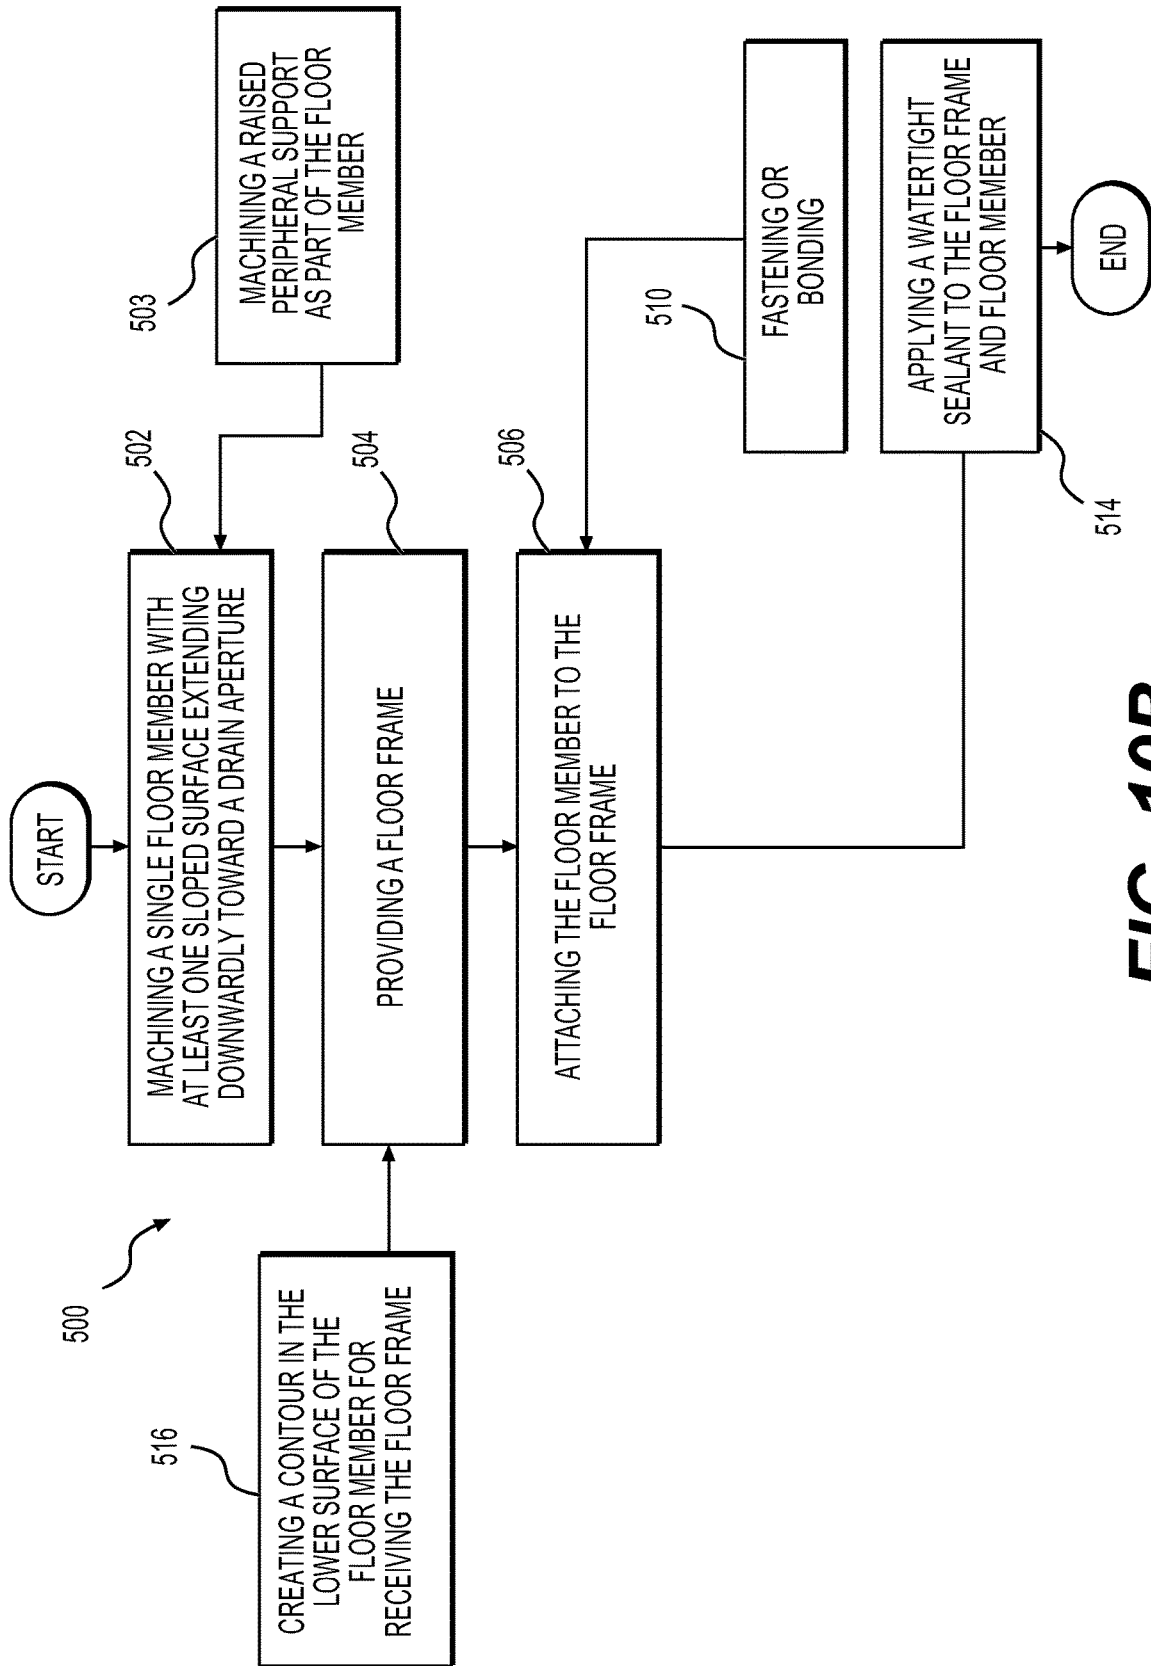 START
500
502
MACHINING A SINGLE FLOOR MEMBER WITH
AT LEAST ONE SLOPED SURFACE EXTENDING
DOWNWARDLY TOWARD A DRAIN APERTURE
503
MACHINING A RAISED
PERIPHERAL SUPPORT
AS PART OF THE FLOOR
MEMBER
516
CREATING A CONTOUR IN THE
LOWER SURFACE OF THE
FLOOR MEMBER FOR
RECEIVING THE FLOOR FRAME
504
PROVIDING A FLOOR FRAME
506
ATTACHING THE FLOOR MEMBER TO THE
FLOOR FRAME
510
FASTENING OR
BONDING
APPLYING A WATERTIGHT
SEALANT TO THE FLOOR FRAME
AND FLOOR MEMEBER
514
END
FIG. 10B